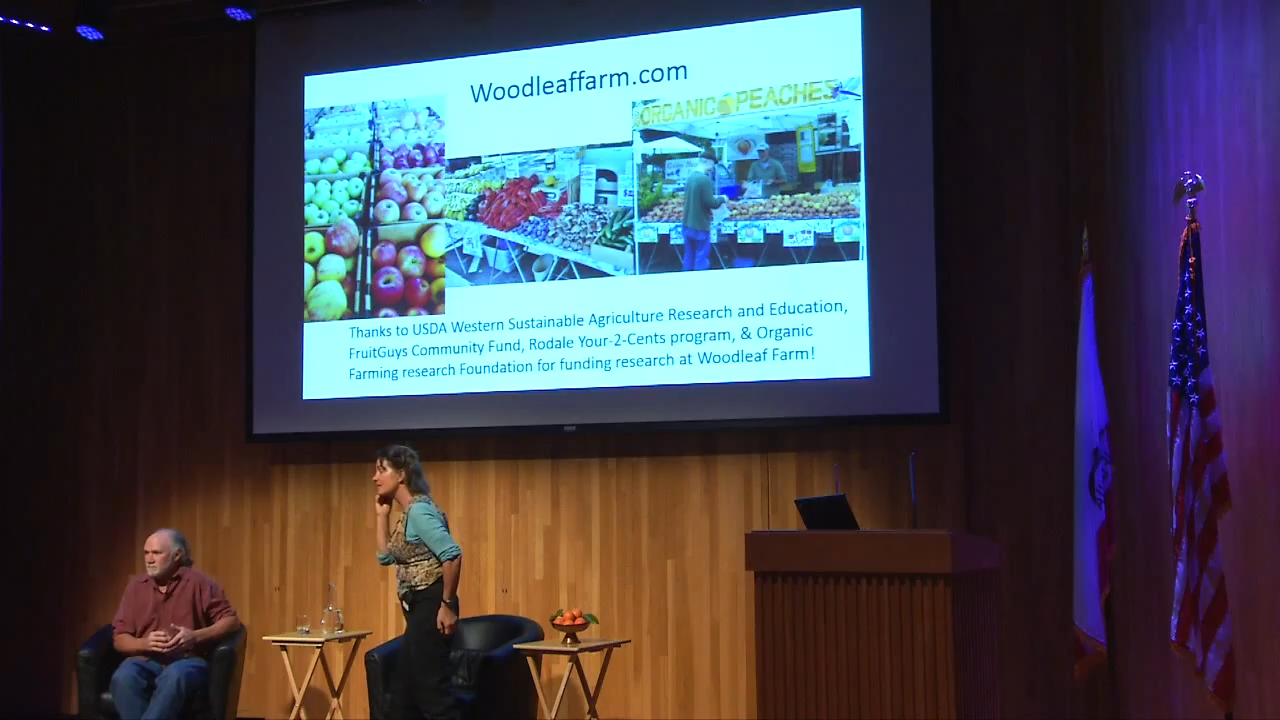 Woodleaffarm.com
ORGANIC PEACHES
Thanks to USDA Western Sustainable Agriculture Research and Education,
FruitGuys Community Fund, Rodale Your-2-Cents program, & Organic
Farming research Foundation for funding research at Woodleaf Farm!